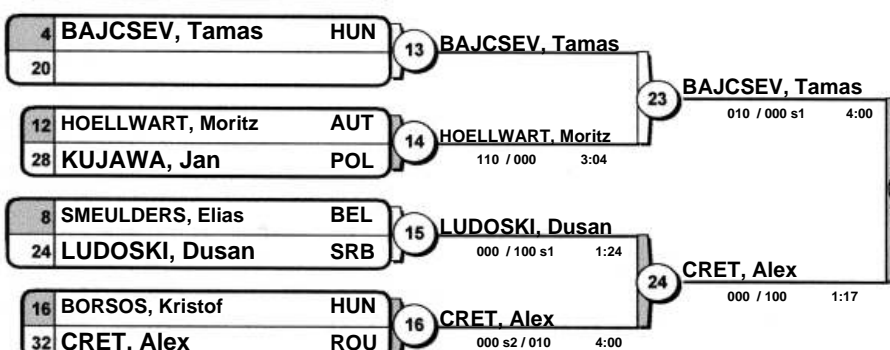 4 BAJCSEV, Tamas HUN
20
13 BAJCSEV, Tamas
12 HOELLWART, Moritz AUT
28 KUJAWA, Jan POL
14 HOELLWART, Moritz
110 / 000 3:04
23 BAJCSEV, Tamas
010 / 000 s1 4:00
8 SMEULDERS, Elias BEL
24 LUDOSKI, Dusan SRB
15 LUDOSKI, Dusan
000 / 100 s1 1:24
16 BORSOS, Kristof HUN
32 CRET, Alex ROU
16 CRET, Alex
000 s2 / 010 4:00
24 CRET, Alex
000 / 100 1:17